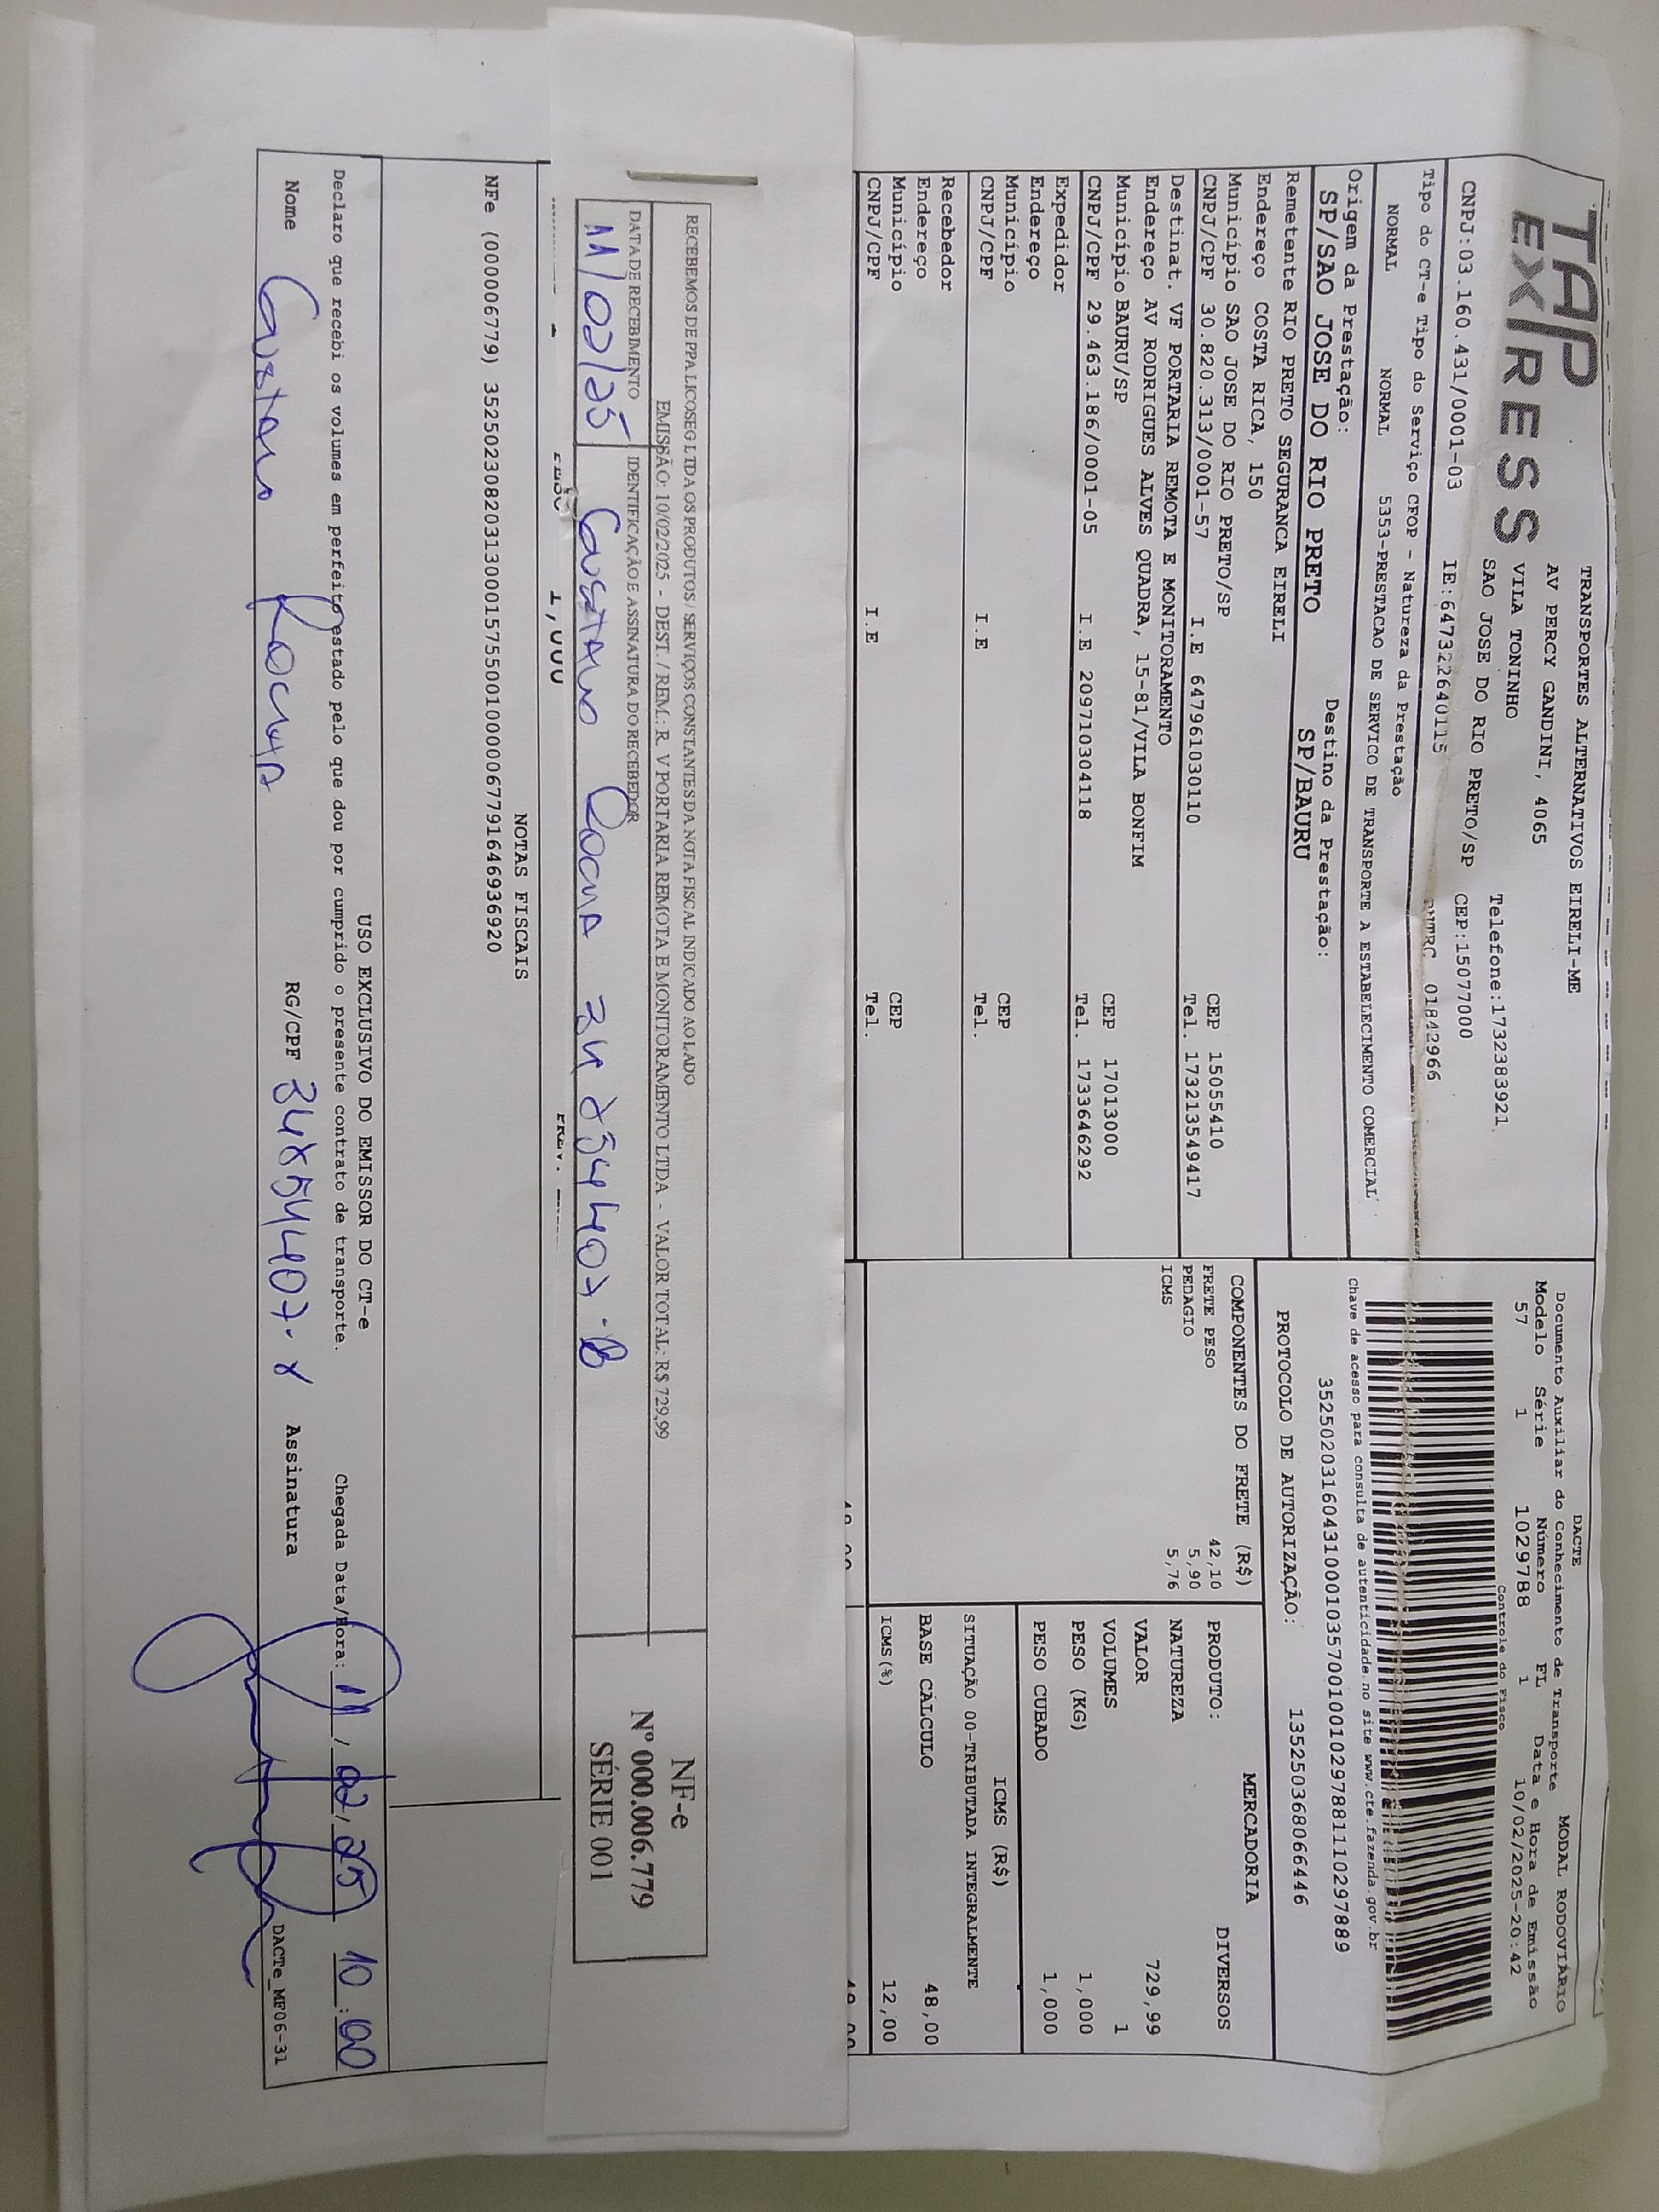 TAP
EXPRESS
TRANSPORTES ALTERNATIVOS EIRELI-ME
AV PERCY GANDINI, 4065
VILA TONINHO
SAO JOSE DO RIO PRETO/SP
Telefone:1732383921
CEP:15077000
CNPJ:03.160.431/0001-03 IE:647322640115 RNTRC 01842966
Tipo do CT-e Tipo do Serviço CFOP - Natureza da Prestação
NORMAL NORMAL 5353-PRESTACAO DE SERVICO DE TRANSPORTE A ESTABELECIMENTO COMERCIAL
Origem da Prestação: Destino da Prestação:
SP/SAO JOSE DO RIO PRETO SP/BAURU
Remetente RIO PRETO SEGURANCA EIRELI
Endereço COSTA RICA, 150
Município SAO JOSE DO RIO PRETO/SP CEP 15055410
CNPJ/CPF 30.820.313/0001-57 I.E 647961030110 Tel. 17321354941７
Destinat. VF PORTARIA REMOTA E MONITORAMENTO
Endereço AV RODRIGUES ALVES QUADRA, 15-81/VILA BONFIM
Município BAURU/SP CEP 17013000
CNPJ/CPF 29.463.186/0001-05 I.E 209710304118 Tel. 1733646292
Expedidor
Endereço
Município CEP
CNPJ/CPF I.E Tel.
Recebedor
Endereço
Município CEP
CNPJ/CPF I.E Tel.
DACTE MODAL RODOVIÁRIO
Documento Auxiliar do Conhecimento de Transporte
Modelo Série Número FL Data e Hora de Emissão
57 1 1029788 1 10/02/2025-20:42
Controle do Fisco
Chave de acesso para consulta de autenticidade no site www.cte.fazenda.gov.br
35250203160431000103570010010297881110297889
PROTOCOLO DE AUTORIZAÇÃO: 135250368066446
COMPONENTES DO FRETE (R$)
FRETE PESO 42,10
PEDAGIO 5,90
ICMS 5,76
MERCADORIA
PRODUTO: DIVERSOS
NATUREZA
VALOR 729,99
VOLUMES 1
PESO (KG) 1,000
PESO CUBADO 1,000
ICMS (R$)
SITUAÇÃO 00-TRIBUTADA INTEGRALMENTE
BASE CÁLCULO 48,00
ICMS(%) 12,00
RECEBEMOS DE PPA LICOSEG LTDA OS PRODUTOS / SERVIÇOS CONSTANTES DA NOTA FISCAL INDICADO AO LADO
EMISSÃO: 10/02/2025 - DEST. / REM.: R. V PORTARIA REMOTA E MONITORAMENTO LTDA - VALOR TOTAL: R$ 729,99
DATA DE RECEBIMENTO IDENTIFICAÇÃO E ASSINATURA DO RECEBEDOR
11/02/25 Gustavo Rocha
NF-e
Nº 000.006.779
SÉRIE 001
1,000
NOTAS FISCAIS
NFe (000006779) 35250230820313000157550010000067791646936920
USO EXCLUSIVO DO EMISSOR DO CT-e
Declaro que recebi os volumes em perfeito estado pelo que dou por cumprido o presente contrato de transporte. Chegada Data/Hora: 11/02/25 10:00
Nome Gustavo Rocha RG/CPF 34854407-8 Assinatura
DACTe_MF06-31